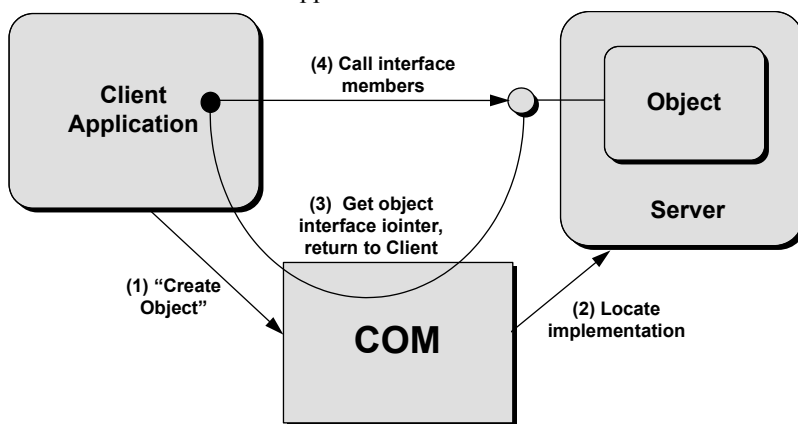 (4) Call interface
members
Client
Application
Object
Server
(3) Get object
interface iointer,
return to Client
(1) “Create
Object”
(2) Locate
implementation
COM